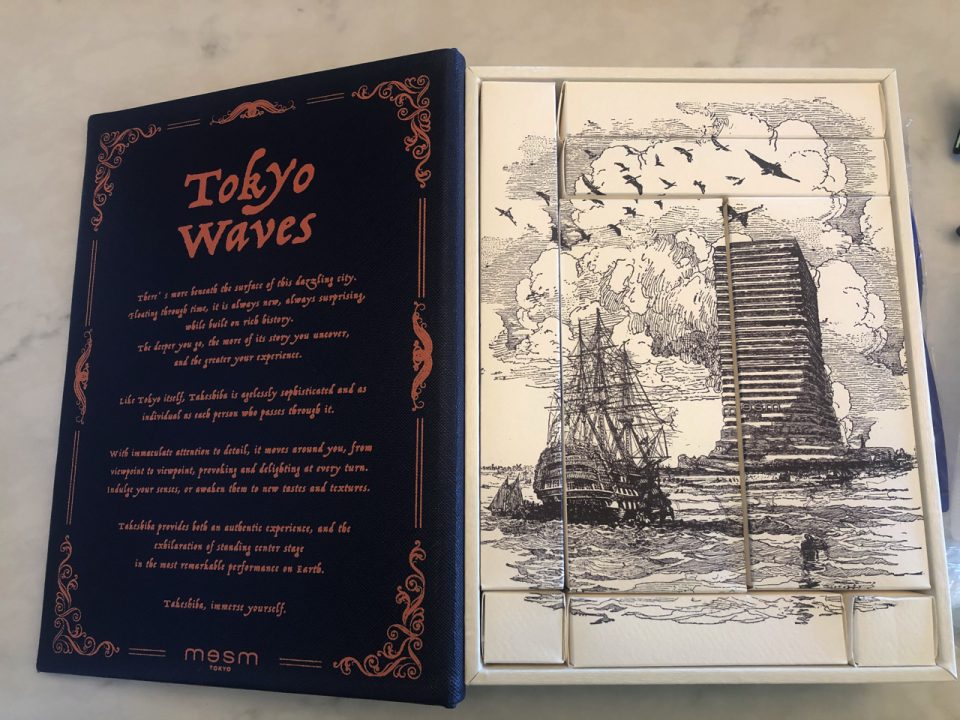 Tokyo
Waves
There's more beneath the surface of this dazzling city.
Floating through time, it is always new, always surprising,
while built on rich history.
The deeper you go, the more of its story you uncover,
and the greater your experience.
Like Tokyo itself, Takeshiba is agelessly sophisticated and as
individual as each person who passes through it.
With immaculate attention to detail, it moves around you, from
viewpoint to viewpoint, provoking and delighting at every turn.
Indulge your senses, or awaken them to new tastes and textures.
Takeshiba provides both an authentic experience, and the
exhilaration of standing center stage
in the most remarkable performance on Earth.
Takeshiba, immerse yourself.
mesm
TOKYO
mesm